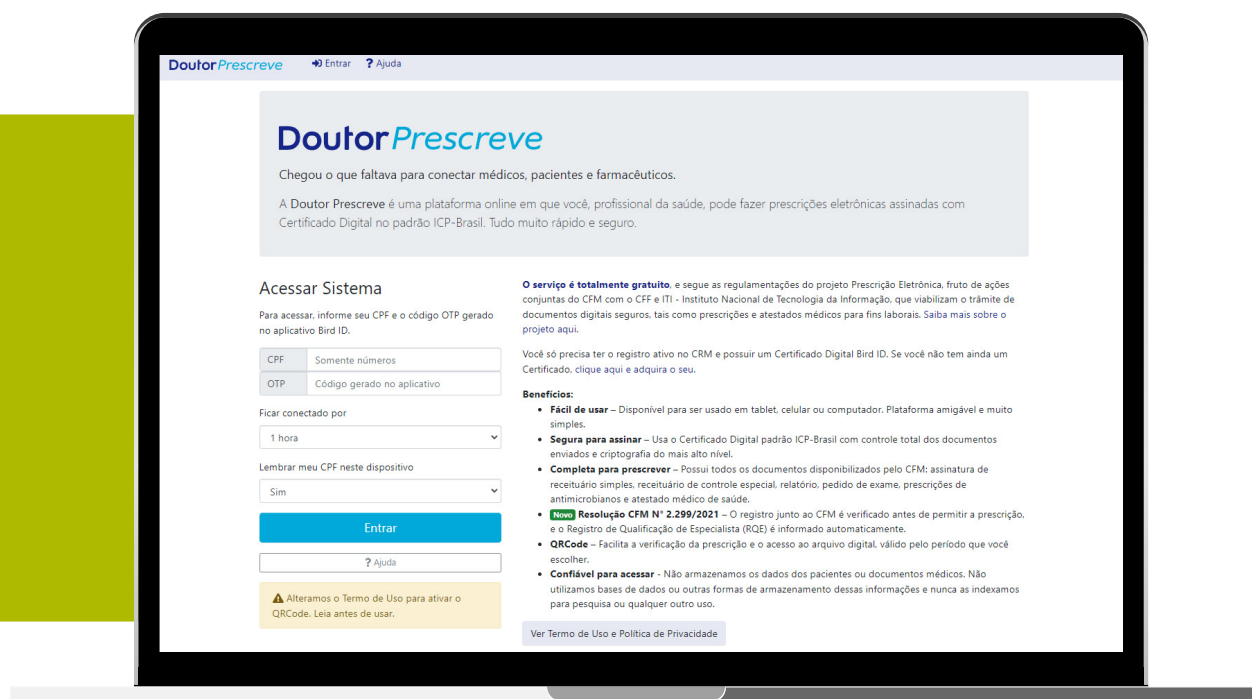 DoutorPrescreve Entrar ? Ajuda
DoutorPrescreve
Chegou o que faltava para conectar médicos, pacientes e farmacêuticos.
A Doutor Prescreve é uma plataforma online em que você, profissional da saúde, pode fazer prescrições eletrônicas assinadas com
Certificado Digital no padrão ICP-Brasil. Tudo muito rápido e seguro.
Acessar Sistema
Para acessar, informe seu CPF e o código OTP gerado
no aplicativo Bird ID.
CPF Somente números
OTP Código gerado no aplicativo
Ficar conectado por
1 hora
Lembrar meu CPF neste dispositivo
Sim
Entrar
? Ajuda
Alteramos o Termo de Uso para ativar o
QRCode. Leia antes de usar.
O serviço é totalmente gratuito, e segue as regulamentações do projeto Prescrição Eletrônica, fruto de ações
conjuntas do CFM com o CFF e ITI - Instituto Nacional de Tecnologia da Informação, que viabilizam o trâmite de
documentos digitais seguros, tais como prescrições e atestados médicos para fins laborais. Saiba mais sobre o
projeto aqui.
Você só precisa ter o registro ativo no CRM e possuir um Certificado Digital Bird ID. Se você não tem ainda um
Certificado, clique aqui e adquira o seu.
Benefícios:
• Fácil de usar – Disponível para ser usado em tablet, celular ou computador. Plataforma amigável e muito
simples.
• Segura para assinar – Usa o Certificado Digital padrão ICP-Brasil com controle total dos documentos
enviados e criptografia do mais alto nível.
• Completa para prescrever – Possui todos os documentos disponibilizados pelo CFM: assinatura de
receituário simples, receituário de controle especial, relatório, pedido de exame, prescrições de
antimicrobianos e atestado médico de saúde.
• Novo Resolução CFM N° 2.299/2021 – O registro junto ao CFM é verificado antes de permitir a prescrição,
e o Registro de Qualificação de Especialista (RQE) é informado automaticamente.
• QRCode – Facilita a verificação da prescrição e o acesso ao arquivo digital, válido pelo período que você
escolher.
• Confiável para acessar - Não armazenamos os dados dos pacientes ou documentos médicos. Não
utilizamos bases de dados ou outras formas de armazenamento dessas informações e nunca as indexamos
para pesquisa ou qualquer outro uso.
Ver Termo de Uso e Política de Privacidade